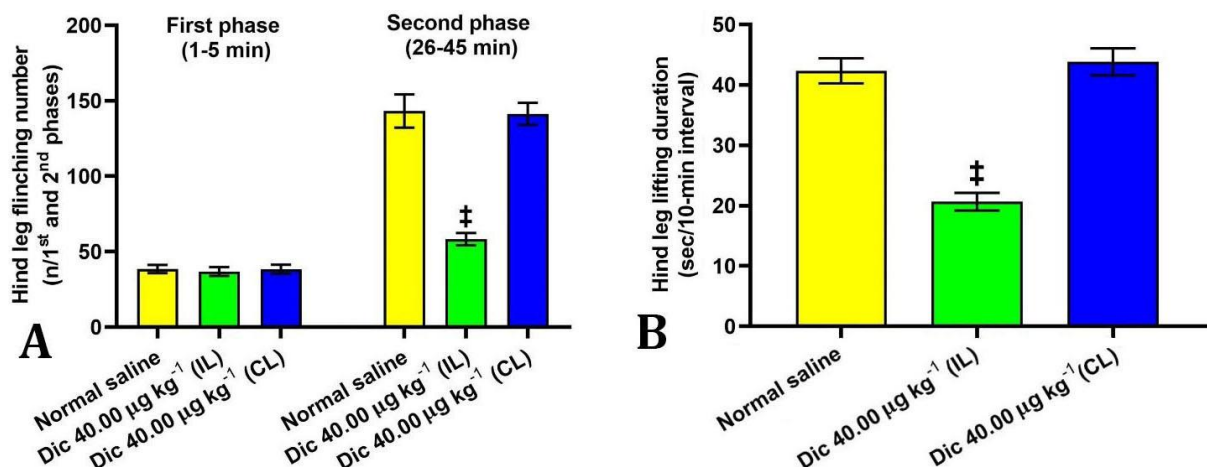 First phase
(1-5 min)
Second phase
(26-45 min)
Hind leg flinching number
(n/1st and 2nd phases)
200
150
100
50
0
‡
Normal saline
Dic 40.00 µg kg-1 (IL)
Dic 40.00 µg kg-1 (CL)
Normal saline
Dic 40.00 µg kg-1 (IL)
Dic 40.00 µg kg-1 (CL)
A
Hind leg lifting duration
(sec/10-min interval)
50
40
30
20
10
0
‡
Normal saline
Dic 40.00 µg kg-1 (IL)
Dic 40.00 µg kg-1 (CL)
B